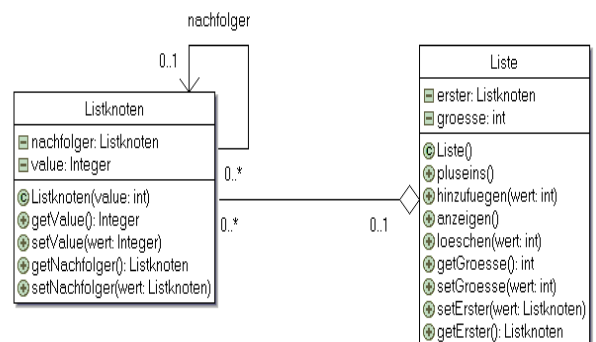 nachfolger
0..1
Listknoten
nachfolger: Listknoten
value: Integer
C Listknoten(value: int)
getValue(): Integer
setValue(wert: Integer)
getNachfolger(): Listknoten
setNachfolger(wert: Listknoten)
0..*
0..*
0..1
Liste
erster: Listknoten
groesse: int
C Liste()
pluseins()
hinzufuegen(wert: int)
anzeigen()
loeschen(wert: int)
getGroesse(): int
setGroesse(wert: int)
setErster(wert: Listknoten)
getErster(): Listknoten